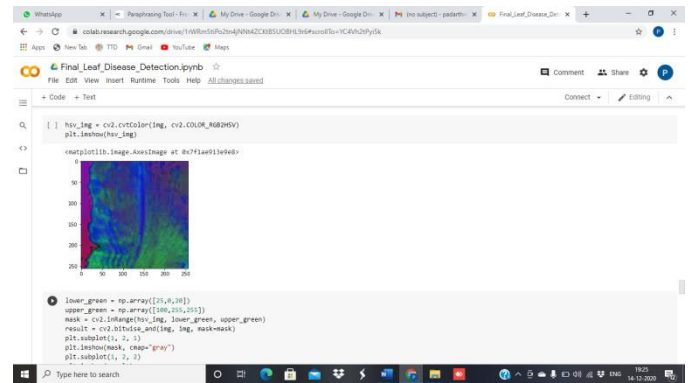 WhatsApp
Paraphrasing Tool - Fre
My Drive - Google Driv
My Drive - Google Driv
(no subject) - padarth
Final_Leaf_Disease_Det
colab.research.google.com/drive/
Apps New Tab TTD Gmail YouTube Maps
CO Final_Leaf_Disease_Detection.ipynb
File Edit View Insert Runtime Tools Help All changes saved
Comment Share P
+ Code + Text
Connect Editing
[ ] hsv_img = cv2.cvtColor(img, cv2.COLOR_RGB2HSV)
plt.imshow(hsv_img)
<matplotlib.image.AxesImage at 0x7f1ae913e9e8>
0
50
100
150
200
250
0 50 100 150 200 250
lower_green = np.array([25,0,20])
upper_green = np.array([100,255,255])
mask = cv2.inRange(hsv_img, lower_green, upper_green)
result = cv2.bitwise_and(img, img, mask=mask)
plt.subplot(1, 2, 1)
plt.imshow(mask, cmap="gray")
plt.subplot(1, 2, 2)
Type here to search
ENG
19:25
14-12-2020